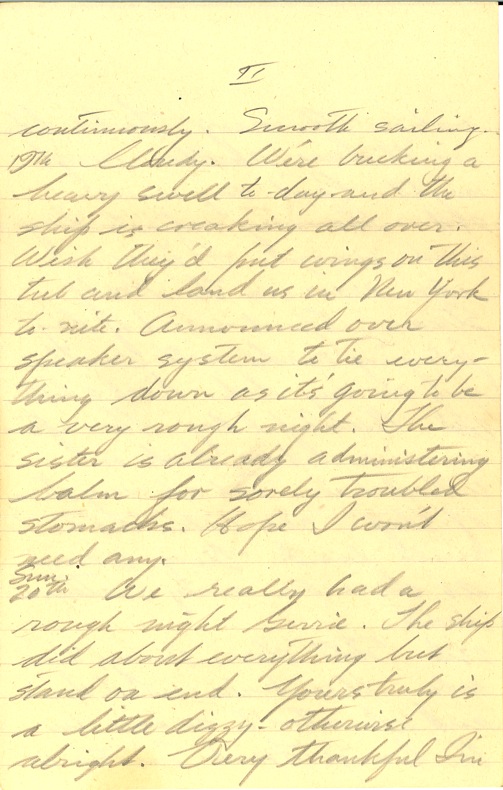 II
continuously. Smooth sailing.
19th Cloudy. We're bucking a
heavy swell to-day and the
ship is creaking all over.
Wish they'd put wings on this
tub and land us in New York
to-nite. Announced over
speaker system to tie every-
thing down as it's going to be
a very rough night. The
sister is already administering
balm for sorely troubled
stomachs. Hope I won't
need any.
Sun.
20th We really had a
rough night Gerrie. The ship
did about everything but
stand on end. Yours truly is
a little dizzy - otherwise
alright. Very thankful I'm